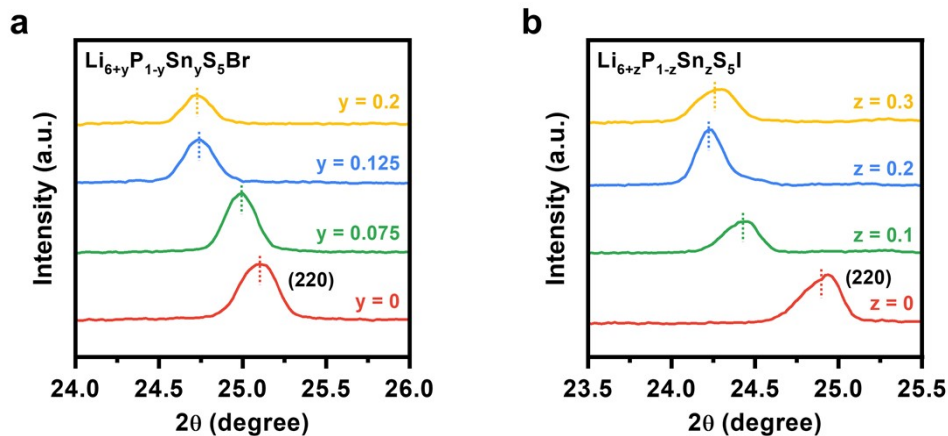 a
Li6+yP1-ySnyS5Br
y = 0.2
y = 0.125
y = 0.075
(220)
y = 0
Intensity (a.u.)
24.0 24.5 25.0 25.5 26.0
2θ (degree)
b
Li6+zP1-zSnzS5I
z = 0.3
z = 0.2
z = 0.1
(220)
z = 0
Intensity (a.u.)
23.5 24.0 24.5 25.0 25.5
2θ (degree)